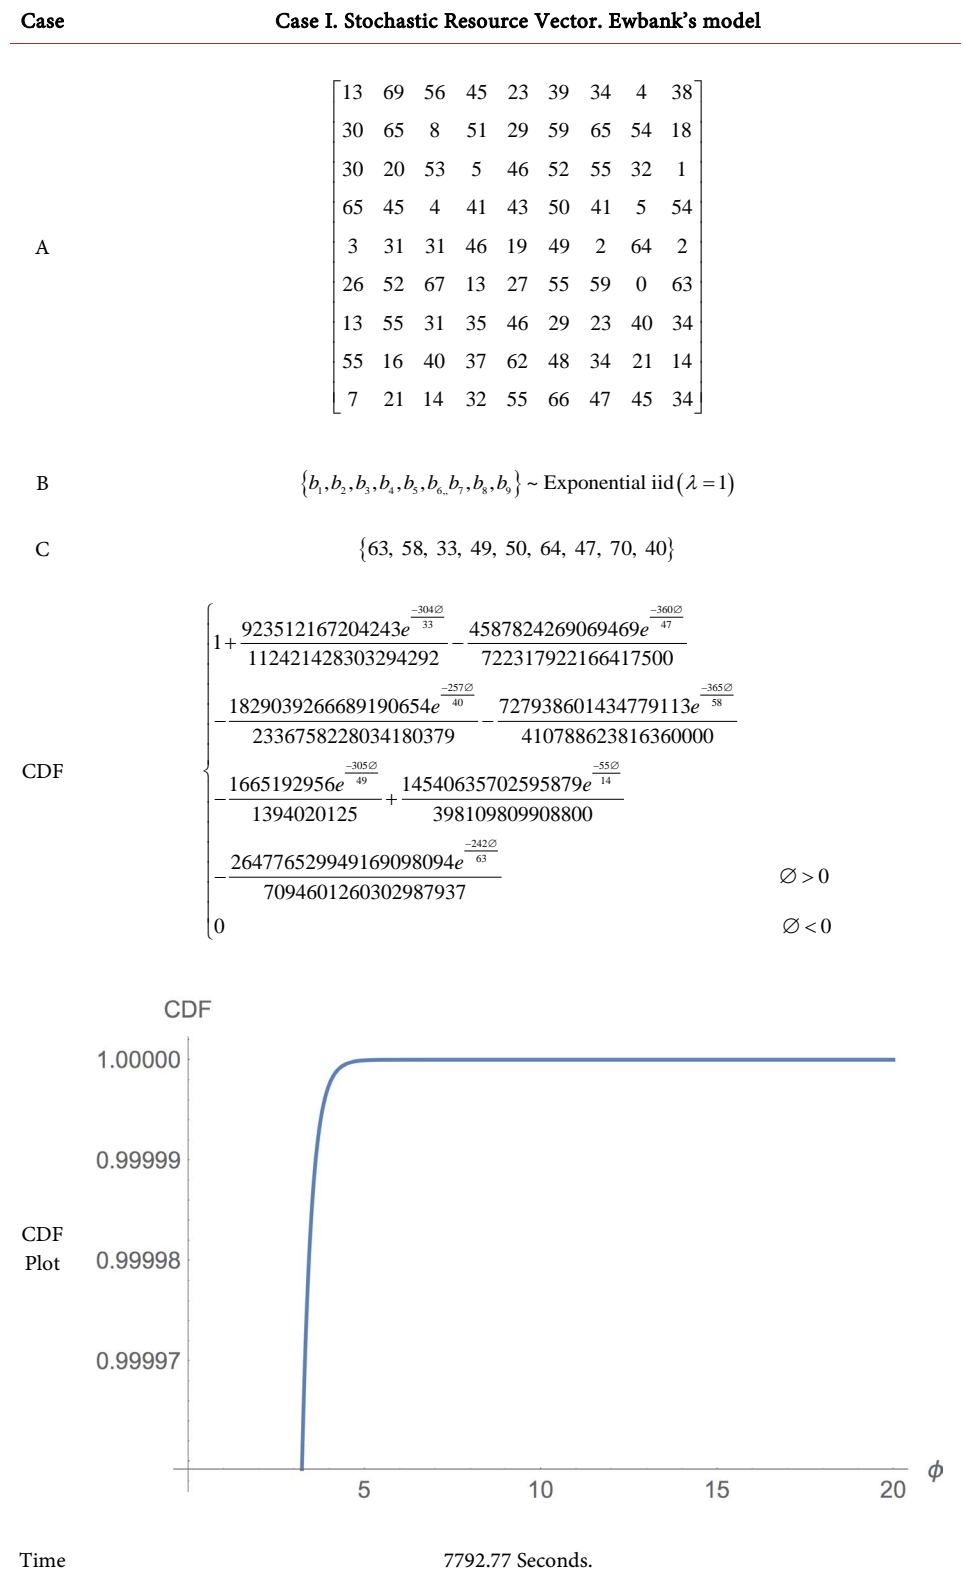 Case Case I. Stochastic Resource Vector. Ewbank's model
A
13 69 56 45 23 39 34 4 38
30 65 8 51 29 59 65 54 18
30 20 53 5 46 52 55 32 1
65 45 4 41 43 50 41 5 54
3 31 31 46 19 49 2 64 2
26 52 67 13 27 55 59 0 63
13 55 31 35 46 29 23 40 34
55 16 40 37 62 48 34 21 14
7 21 14 32 55 66 47 45 34
B {b₁,b₂,b₃,b₄,b₅,b₆,,b₇,b₈,b₉} ~ Exponential iid(λ = 1)
C {63, 58, 33, 49, 50, 64, 47, 70, 40}
CDF
1 + 923512167204243e^(-304∅/33) / 112421428303294292 − 4587824269069469e^(-360∅/47) / 722317922166417500
− 1829039266689190654e^(-257∅/40) / 2336758228034180379 − 727938601434779113e^(-365∅/58) / 410788623816360000
− 1665192956e^(-305∅/49) / 1394020125 + 14540635702595879e^(-55∅/14) / 398109809908800
− 264776529949169098094e^(-242∅/63) / 7094601260302987937 ∅ > 0
0 ∅ < 0
CDF
1.00000
0.99999
CDF
Plot
0.99998
0.99997
5 10 15 20 ϕ
Time 7792.77 Seconds.